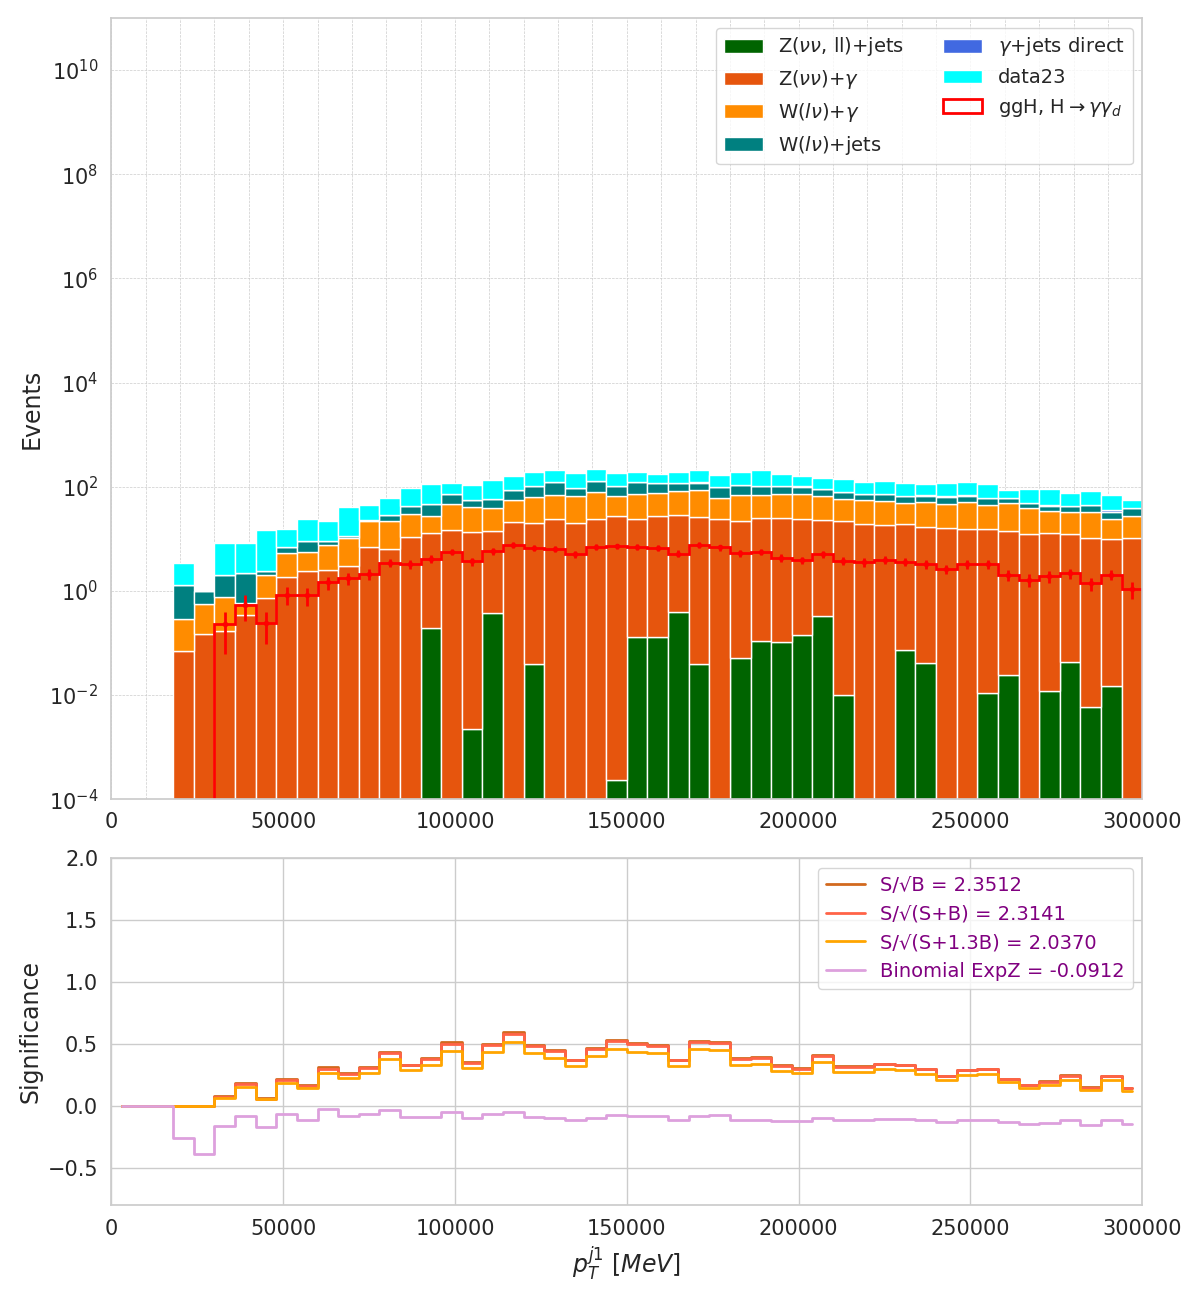 Z(νν, ll)+jets
Z(νν)+γ
W(lν)+γ
W(lν)+jets
γ+jets direct
data23
ggH, H→γγ_d
Events
10^10
10^8
10^6
10^4
10^2
10^0
10^−2
10^−4
0 50000 100000 150000 200000 250000 300000
S/√B = 2.3512
S/√(S+B) = 2.3141
S/√(S+1.3B) = 2.0370
Binomial ExpZ = -0.0912
Significance
2.0
1.5
1.0
0.5
0.0
−0.5
0 50000 100000 150000 200000 250000 300000
p_T^{j1} [MeV]